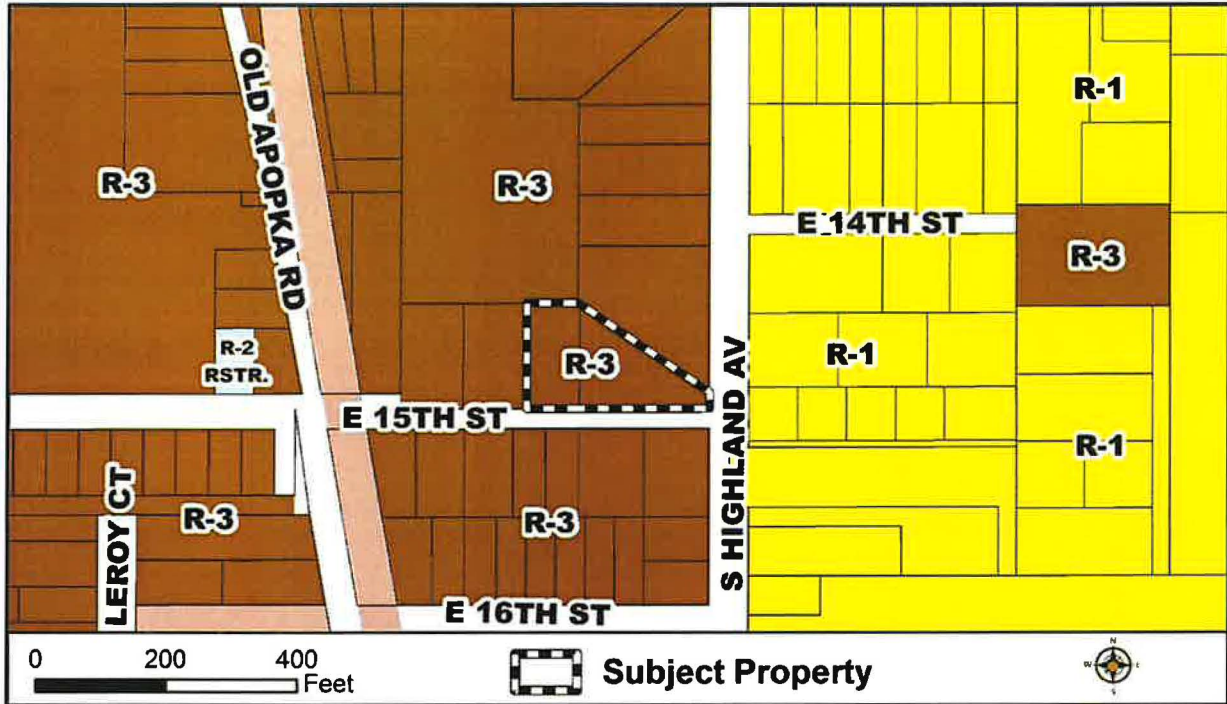 R-1
OLD APOPKA RD
R-3
R-3
E 14TH ST
R-3
R-2
RSTR.
R-3
S HIGHLAND AV
R-1
E 15TH ST
R-1
LEROY CT
R-3
R-3
E 16TH ST
0 200 400
Feet
Subject Property
N
W E
S